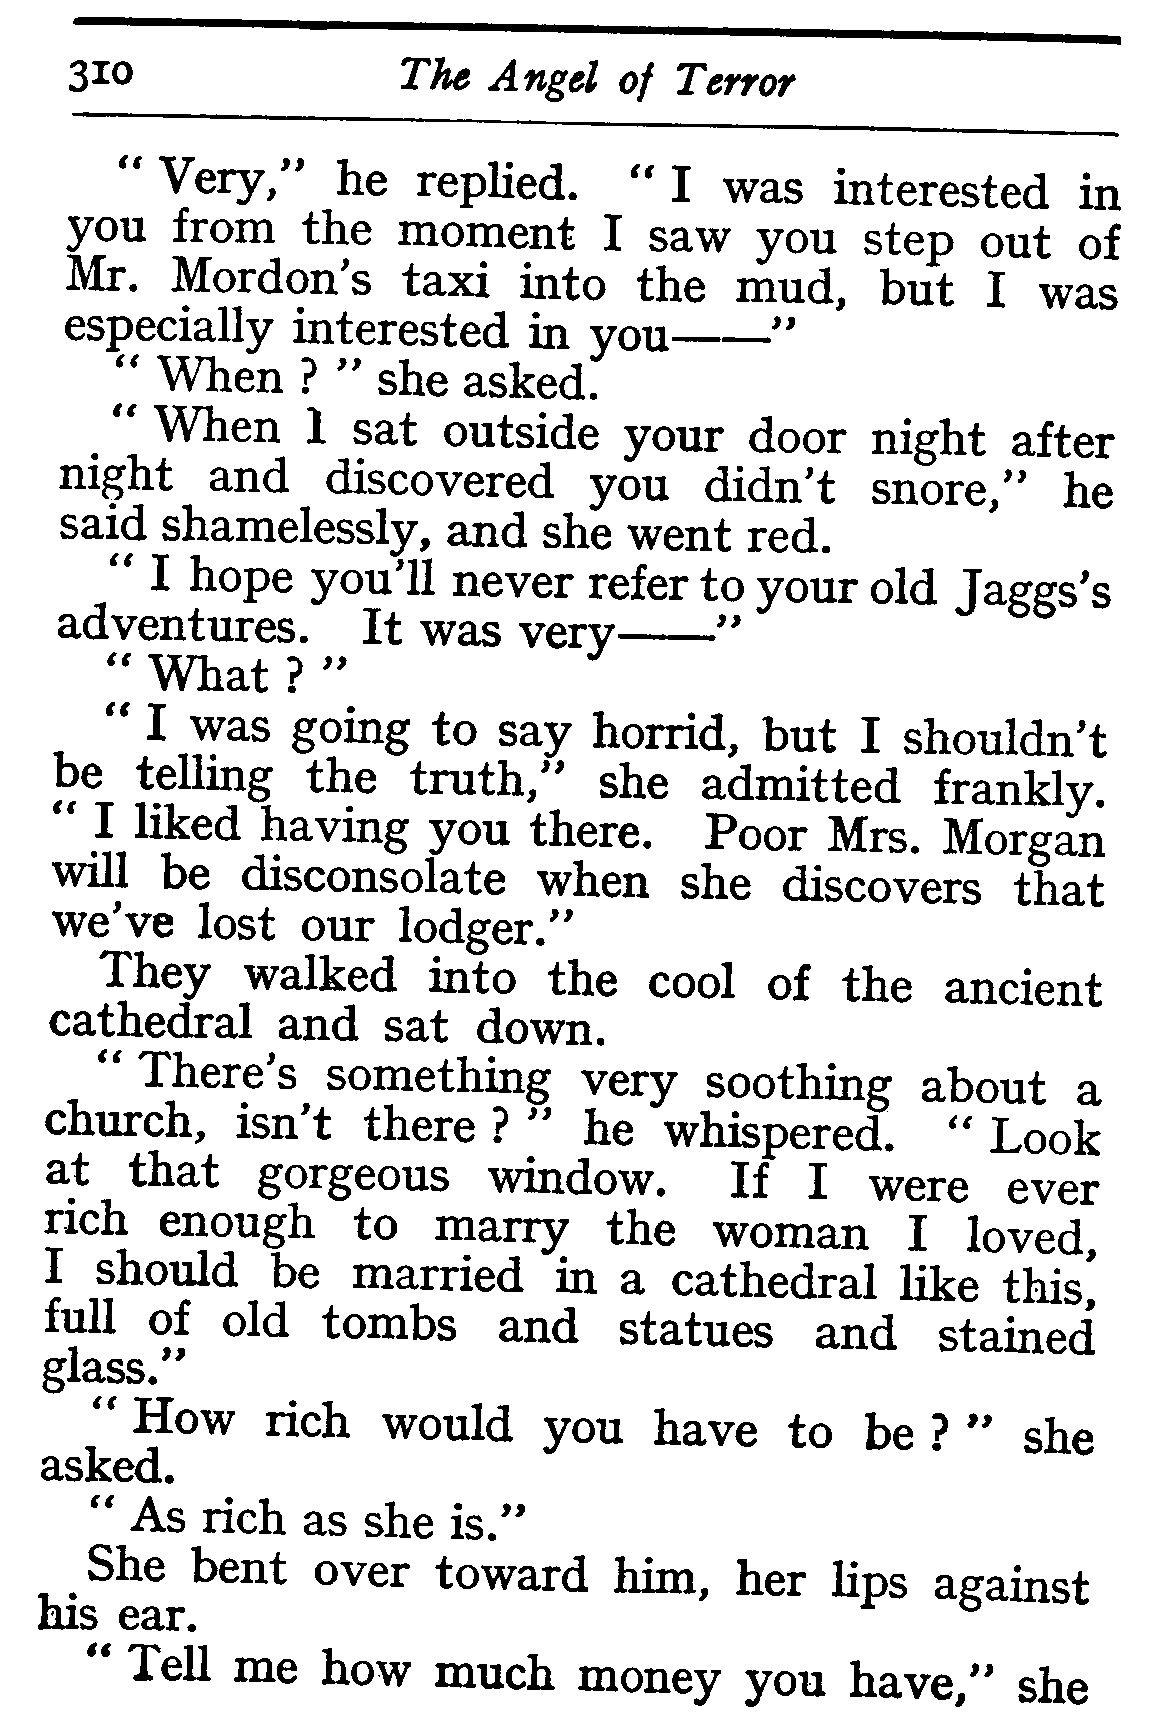 310 The Angel of Terror
“ Very,” he replied. “ I was interested in
you from the moment I saw you step out of
Mr. Mordon’s taxi into the mud, but I was
especially interested in you——”
“ When ? ” she asked.
“ When I sat outside your door night after
night and discovered you didn’t snore,” he
said shamelessly, and she went red.
“ I hope you’ll never refer to your old Jaggs’s
adventures. It was very——”
“ What ? ”
“ I was going to say horrid, but I shouldn’t
be telling the truth,” she admitted frankly.
“ I liked having you there. Poor Mrs. Morgan
will be disconsolate when she discovers that
we’ve lost our lodger.”
They walked into the cool of the ancient
cathedral and sat down.
“ There’s something very soothing about a
church, isn’t there ? ” he whispered. “ Look
at that gorgeous window. If I were ever
rich enough to marry the woman I loved,
I should be married in a cathedral like this,
full of old tombs and statues and stained
glass.”
“ How rich would you have to be ? ” she
asked.
“ As rich as she is.”
She bent over toward him, her lips against
his ear.
“ Tell me how much money you have,” she